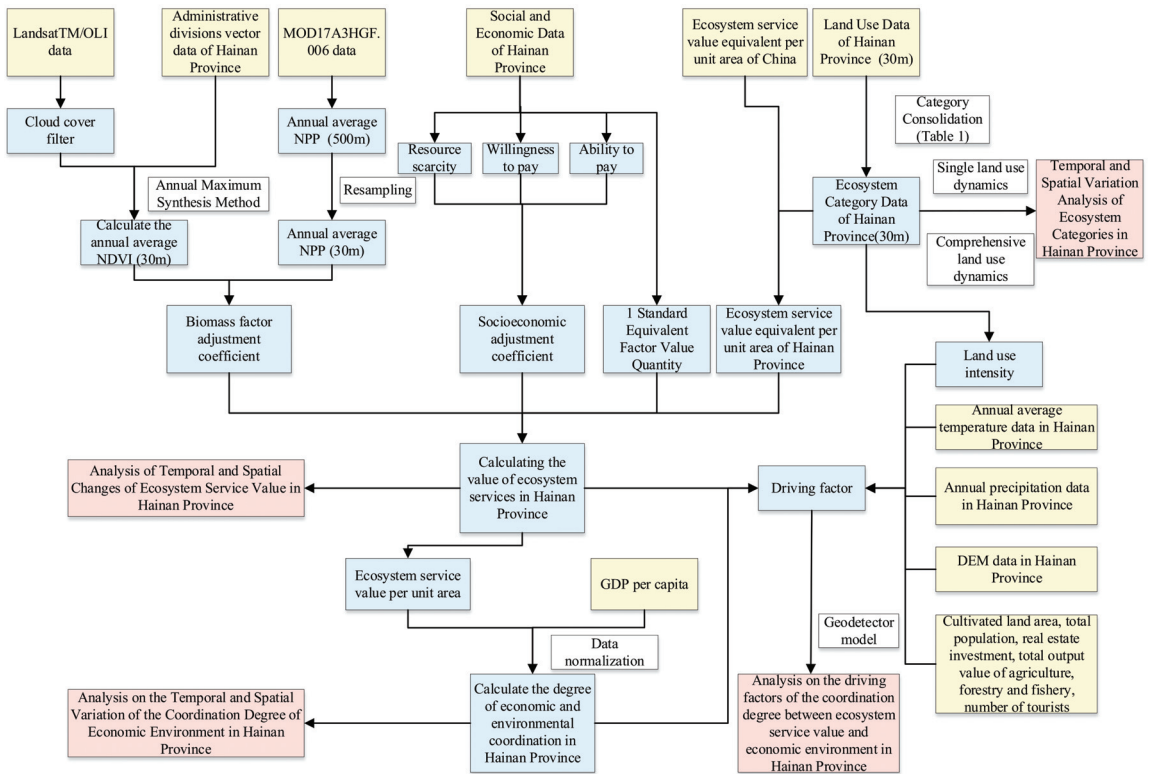 LandsatTM/OLI
data
Administrative
divisions vector
data of Hainan
Province
MOD17A3HGF.
006 data
Social and
Economic Data
of Hainan
Province
Ecosystem service
value equivalent per
unit area of China
Land Use Data of
Hainan
Province (30m)
Cloud cover
filter
Annual average
NPP (500m)
Resource
scarcity
Willingness
to pay
Ability to
pay
Category
Consolidation
(Table 1)
Annual Maximum
Synthesis Method
Resampling
Ecosystem
Category Data
of Hainan
Province(30m)
Single land use
dynamics
Comprehensive
land use
dynamics
Temporal and
Spatial Variation
Analysis of
Ecosystem
Categories in
Hainan Province
Calculate the
annual average
NDVI (30m)
Annual average
NPP (30m)
Biomass factor
adjustment
coefficient
Socioeconomic
adjustment
coefficient
1 Standard
Equivalent
Factor Value
Quantity
Ecosystem service
value equivalent per
unit area of Hainan
Province
Land use
intensity
Annual average
temperature data in Hainan
Province
Analysis of Temporal and Spatial
Changes of Ecosystem Service Value in
Hainan Province
Calculating the
value of ecosystem
services in Hainan
Province
Driving factor
Annual precipitation data
in Hainan Province
Ecosystem service
value per unit area
GDP per capita
DEM data in Hainan
Province
Data
normalization
Geodetector
model
Cultivated land area, total
population, real estate
investment, total output
value of agriculture,
forestry and fishery,
number of tourists
Analysis on the Temporal and Spatial
Variation of the Coordination Degree of
Economic Environment in Hainan
Province
Calculate the degree
of economic and
environmental
coordination in
Hainan Province
Analysis on the driving
factors of the coordination
degree between ecosystem
service value and
economic environment in
Hainan Province